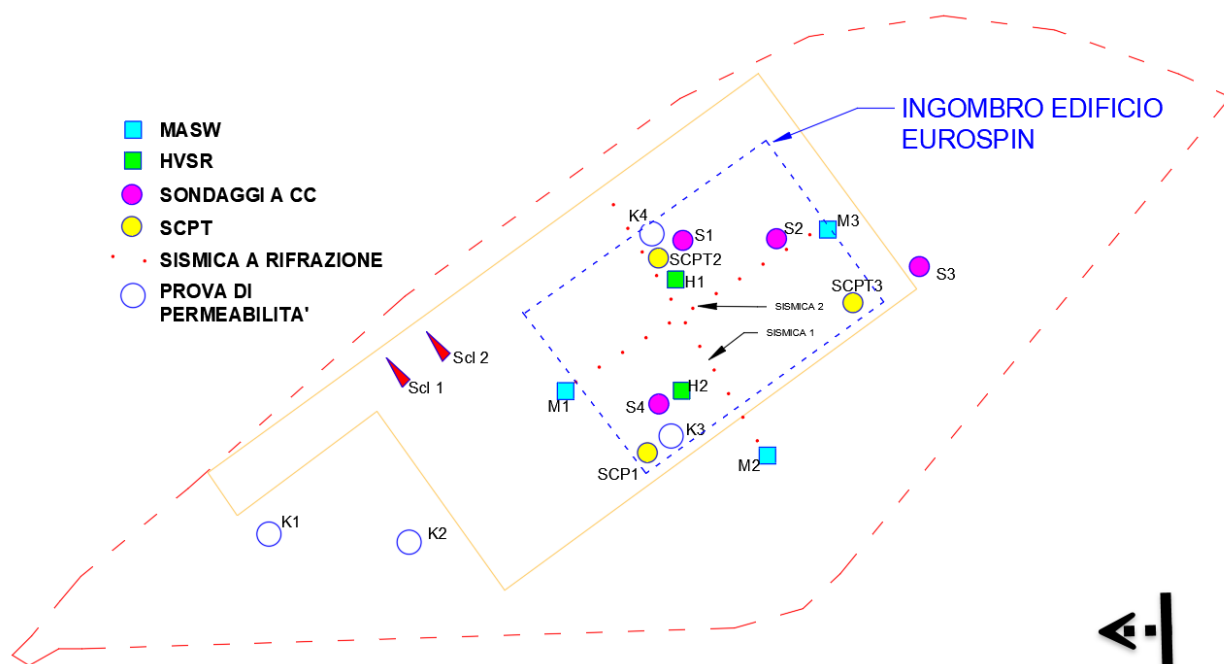 INGOMBRO EDIFICIO
EUROSPIN
MASW
HVSR
SONDAGGI A CC
SCPT
SISMICA A RIFRAZIONE
PROVA DI
PERMEABILITA'
K4
S1
S2
M3
SCPT2
H1
S3
SCPT3
SISMICA 2
SISMICA 1
Scl 2
Scl 1
M1
H2
S4
K3
SCP1
M2
K1
K2